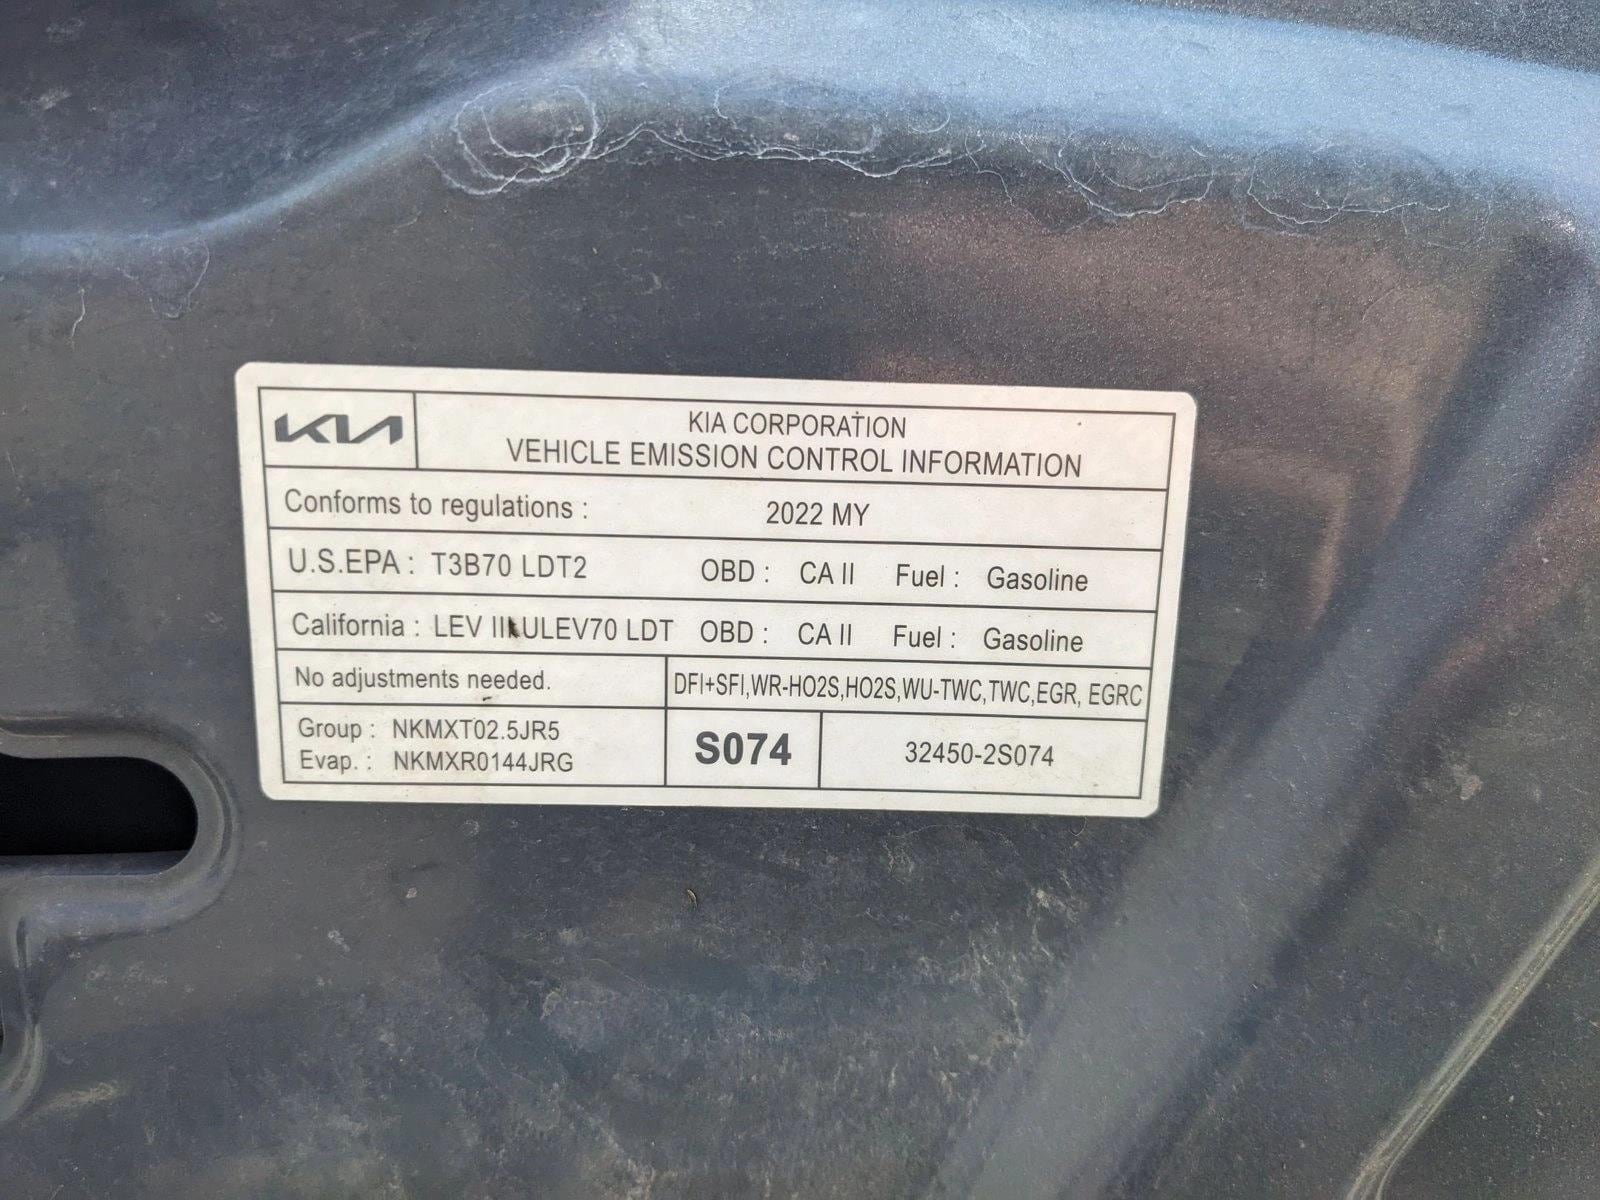 KIA
KIA CORPORATION
VEHICLE EMISSION CONTROL INFORMATION
Conforms to regulations : 2022 MY
U.S.EPA : T3B70 LDT2 OBD : CA II Fuel : Gasoline
California : LEV III ULEV70 LDT OBD : CA II Fuel : Gasoline
No adjustments needed. DFI+SFI,WR-HO2S,HO2S,WU-TWC,TWC,EGR, EGRC
Group : NKMXT02.5JR5
Evap. : NKMXR0144JRG
S074
32450-2S074